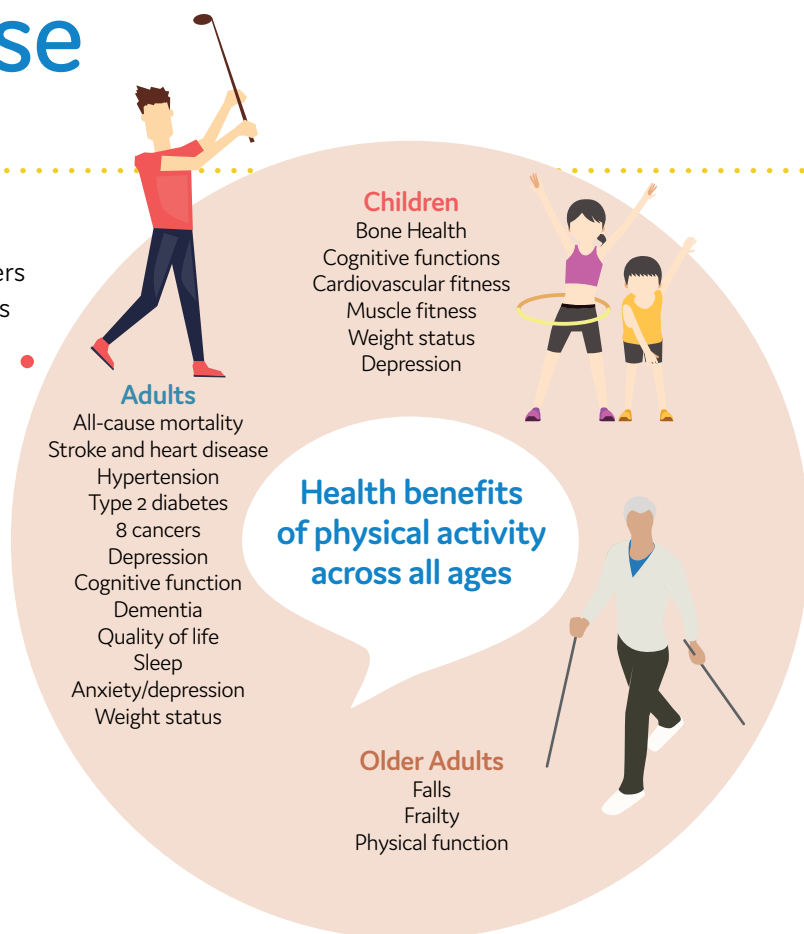 se
ers
s
Children
Bone Health
Cognitive functions
Cardiovascular fitness
Muscle fitness
Weight status
Depression
Adults
All-cause mortality
Stroke and heart disease
Hypertension
Type 2 diabetes
8 cancers
Depression
Cognitive function
Dementia
Quality of life
Sleep
Anxiety/depression
Weight status
Health benefits
of physical activity
across all ages
Older Adults
Falls
Frailty
Physical function